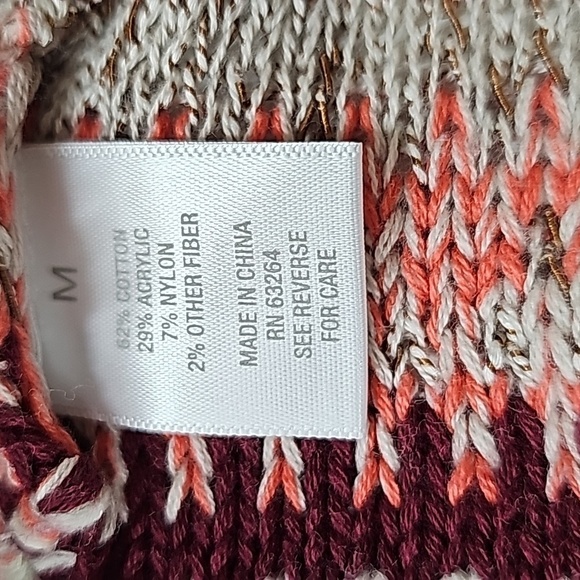 M
62% COTTON
29% ACRYLIC
7% NYLON
2% OTHER FIBER
MADE IN CHINA
RN 63264
SEE REVERSE
FOR CARE